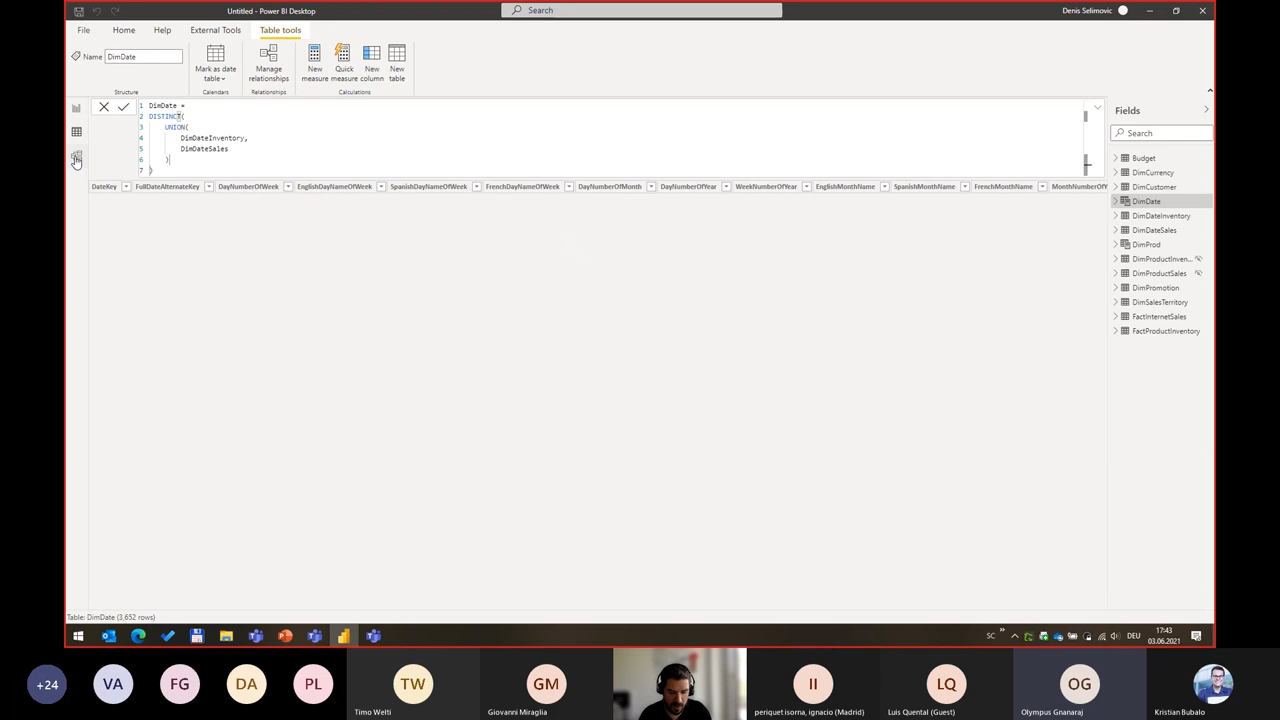 Untitled - Power BI Desktop
Search
Denis Selimovic
File
Home
Help
External Tools
Table tools
Name
DimDate
Mark as date
table
Manage
relationships
New
measure
Quick
measure
New
column
New
table
Structure
Calendars
Relationships
Calculations
1 DimDate =
2 DISTINCT(
3 UNION(
4 DimDateInventory,
5 DimDateSales
6 )
7 )
DateKey
FullDateAlternateKey
DayNumberOfWeek
EnglishDayNameOfWeek
SpanishDayNameOfWeek
FrenchDayNameOfWeek
DayNumberOfMonth
DayNumberOfYear
WeekNumberOfYear
EnglishMonthName
SpanishMonthName
FrenchMonthName
MonthNumberOfY
Fields
Search
Budget
DimCurrency
DimCustomer
DimDate
DimDateInventory
DimDateSales
DimProd
DimProductInven...
DimProductSales
DimPromotion
DimSalesTerritory
FactInternetSales
FactProductInventory
Table: DimDate (3,652 rows)
SC
DEU
17:43
03.06.2021
+24
VA
FG
DA
PL
TW
Timo Welti
GM
Giovanni Miraglia
II
periquet isorna, ignacio (Madrid)
LQ
Luis Quental (Guest)
OG
Olympus Gnanaraj
Kristian Bubalo